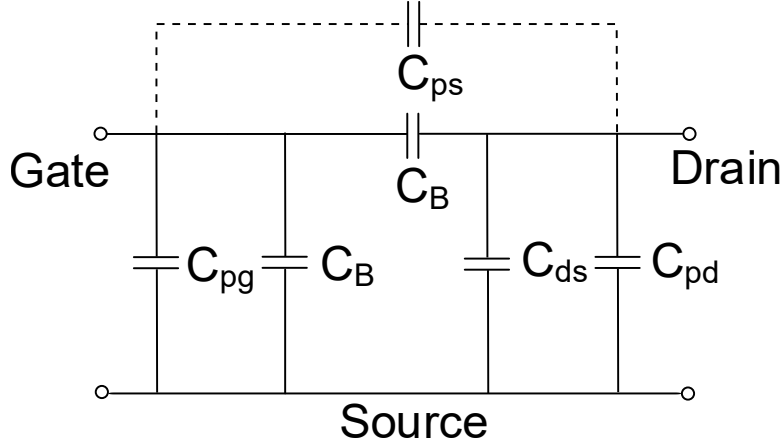 C_ps
Gate
C_B
Drain
C_pg
C_B
C_ds
C_pd
Source